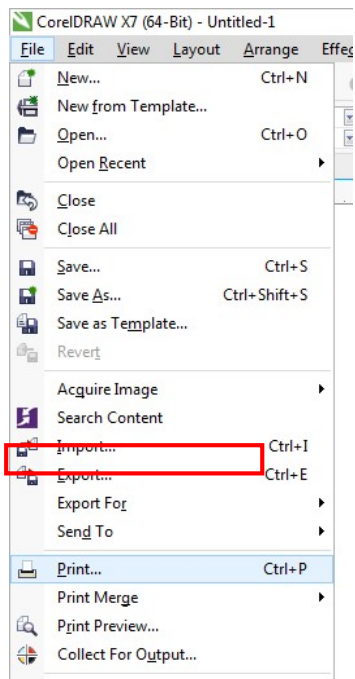 CorelDRAW X7 (64-Bit) - Untitled-1
File Edit View Layout Arrange
New... Ctrl+N
New from Template...
Open... Ctrl+O
Open Recent
Close
Close All
Save... Ctrl+S
Save As... Ctrl+Shift+S
Save as Template...
Revert
Acquire Image
Search Content
Import... Ctrl+I
Export... Ctrl+E
Export For
Send To
Print... Ctrl+P
Print Merge
Print Preview...
Collect For Output...